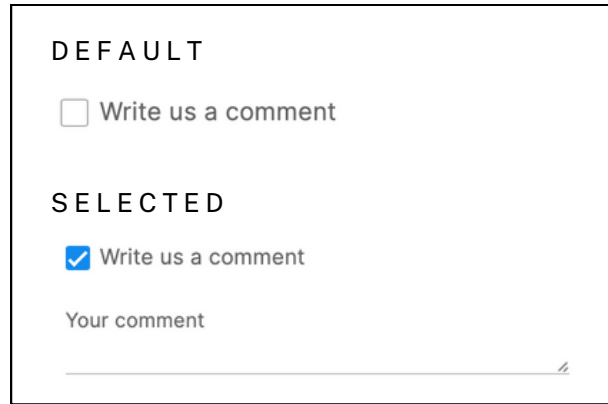 DEFAULT
Write us a comment
SELECTED
Write us a comment
Your comment